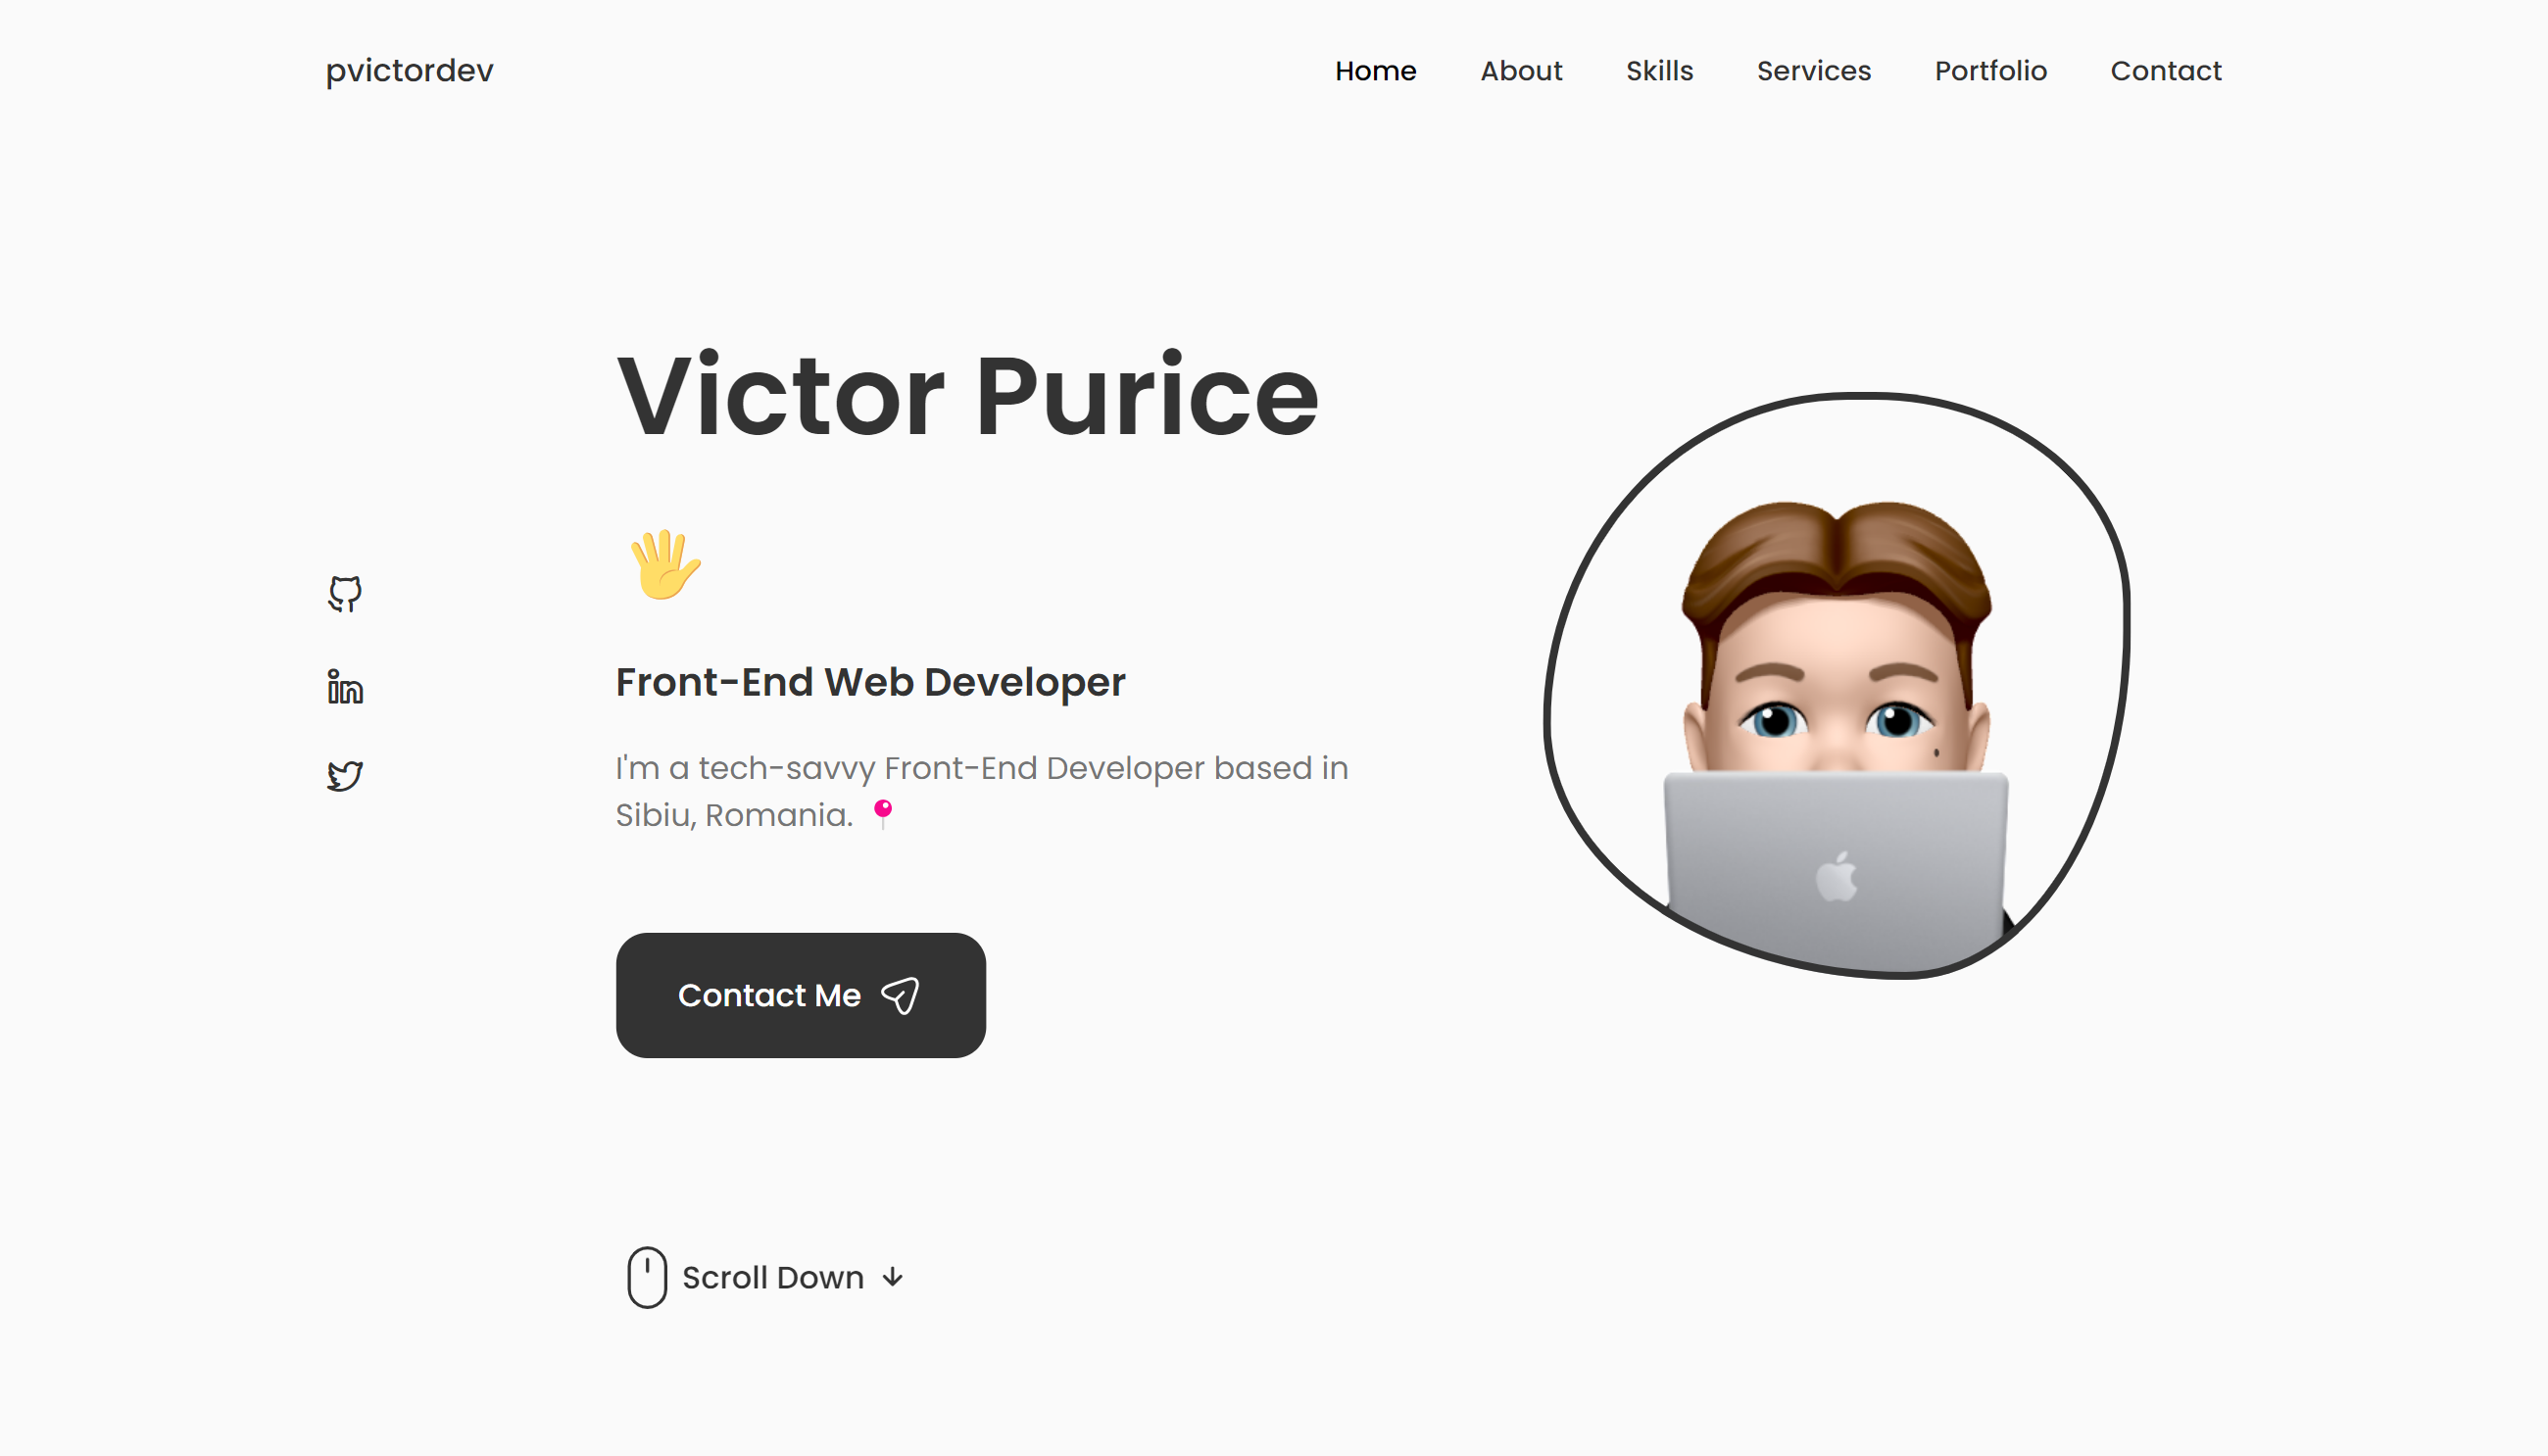 pvictordev
Home About Skills Services Portfolio Contact
Victor Purice
Front-End Web Developer
I'm a tech-savvy Front-End Developer based in
Sibiu, Romania.
Contact Me
Scroll Down